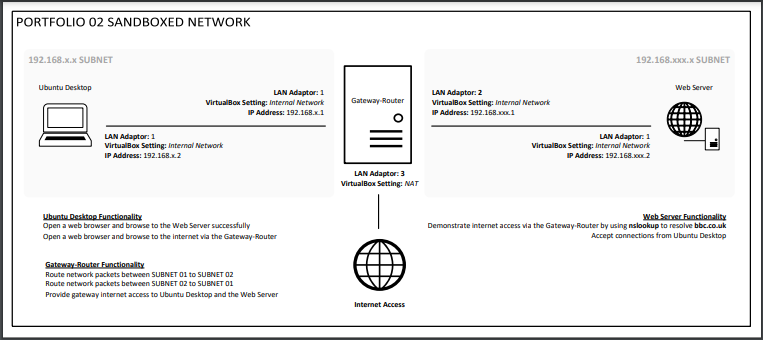 PORTFOLIO 02 SANDBOXED NETWORK
192.168.x.x SUBNET
192.168.xxx.x SUBNET
Ubuntu Desktop
LAN Adaptor: 1
VirtualBox Setting: Internal Network
IP Address: 192.168.x.1
LAN Adaptor: 1
VirtualBox Setting: Internal Network
IP Address: 192.168.x.2
Gateway-Router
LAN Adaptor: 2
VirtualBox Setting: Internal Network
IP Address: 192.168.xxx.1
Web Server
LAN Adaptor: 1
VirtualBox Setting: Internal Network
IP Address: 192.168.xxx.2
LAN Adaptor: 3
VirtualBox Setting: NAT
Ubuntu Desktop Functionality
Open a web browser and browse to the Web Server successfully
Open a web browser and browse to the internet via the Gateway-Router
Web Server Functionality
Demonstrate internet access via the Gateway-Router by using nslookup to resolve bbc.co.uk
Accept connections from Ubuntu Desktop
Gateway-Router Functionality
Route network packets between SUBNET 01 to SUBNET 02
Route network packets between SUBNET 02 to SUBNET 01
Provide gateway internet access to Ubuntu Desktop and the Web Server
Internet Access